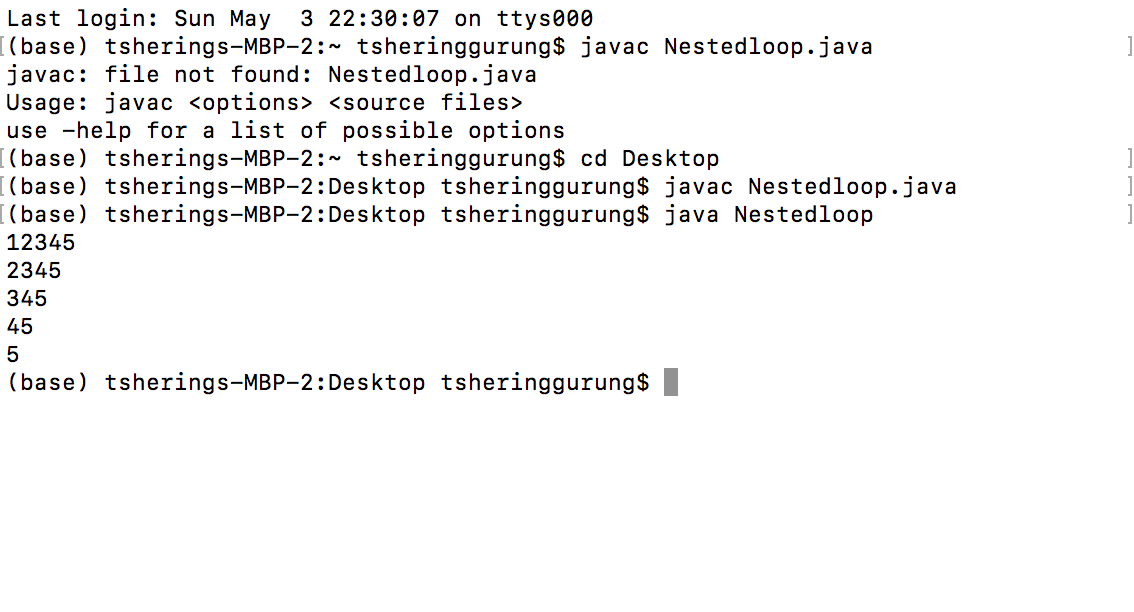 Last login: Sun May  3 22:30:07 on ttys000
[(base) tsherings-MBP-2:~ tsheringgurung$ javac Nestedloop.java ]
javac: file not found: Nestedloop.java
Usage: javac <options> <source files>
use -help for a list of possible options
[(base) tsherings-MBP-2:~ tsheringgurung$ cd Desktop ]
[(base) tsherings-MBP-2:Desktop tsheringgurung$ javac Nestedloop.java ]
[(base) tsherings-MBP-2:Desktop tsheringgurung$ java Nestedloop ]
12345
2345
345
45
5
(base) tsherings-MBP-2:Desktop tsheringgurung$